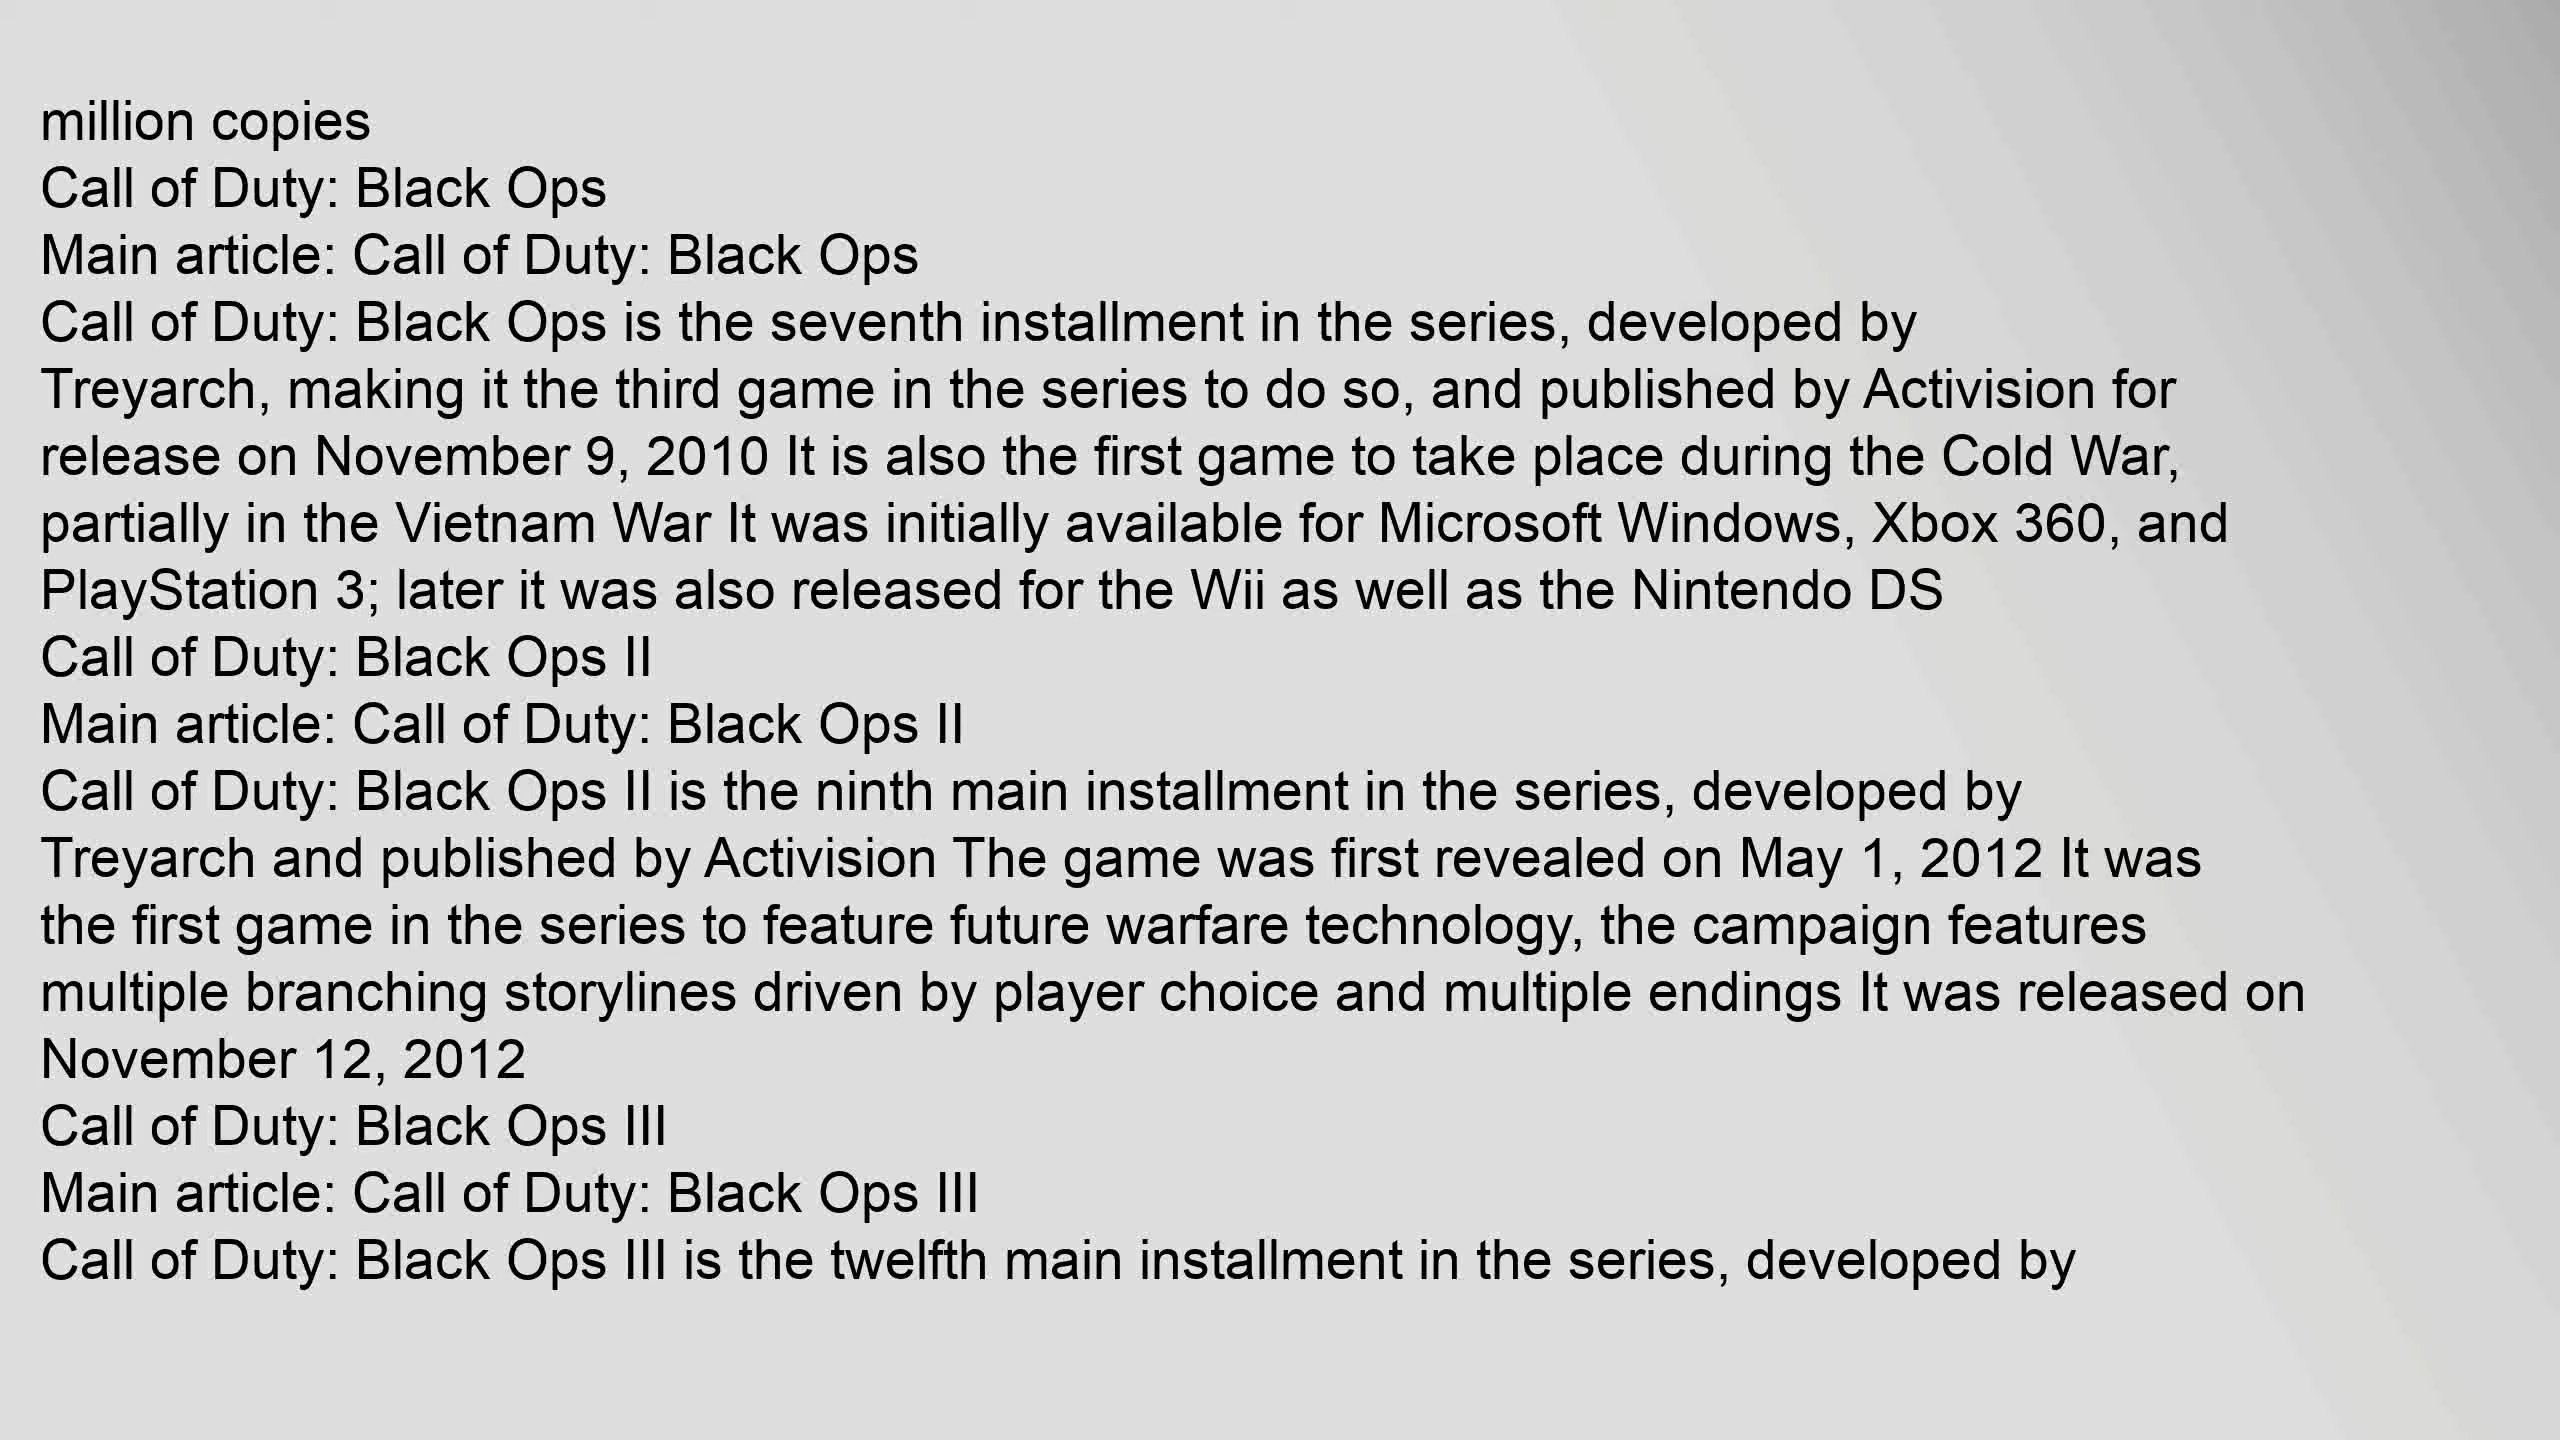 million copies
Call of Duty: Black Ops
Main article: Call of Duty: Black Ops
Call of Duty: Black Ops is the seventh installment in the series, developed by
Treyarch, making it the third game in the series to do so, and published by Activision for
release on November 9, 2010 It is also the first game to take place during the Cold War,
partially in the Vietnam War It was initially available for Microsoft Windows, Xbox 360, and
PlayStation 3; later it was also released for the Wii as well as the Nintendo DS
Call of Duty: Black Ops II
Main article: Call of Duty: Black Ops II
Call of Duty: Black Ops II is the ninth main installment in the series, developed by
Treyarch and published by Activision The game was first revealed on May 1, 2012 It was
the first game in the series to feature future warfare technology, the campaign features
multiple branching storylines driven by player choice and multiple endings It was released on
November 12, 2012
Call of Duty: Black Ops III
Main article: Call of Duty: Black Ops III
Call of Duty: Black Ops III is the twelfth main installment in the series, developed by